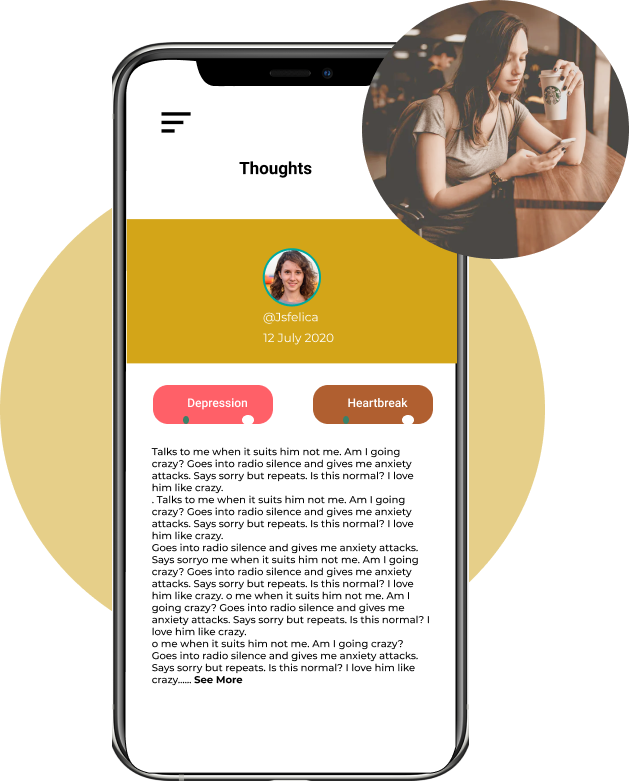 Thoughts
@Jsfelica
12 July 2020
Depression
Heartbreak
Talks to me when it suits him not me. Am I going
crazy? Goes into radio silence and gives me anxiety
attacks. Says sorry but repeats. Is this normal? I love
him like crazy.
. Talks to me when it suits him not me. Am I going
crazy? Goes into radio silence and gives me anxiety
attacks. Says sorry but repeats. Is this normal? I love
him like crazy.
Goes into radio silence and gives me anxiety attacks.
Says sorryo me when it suits him not me. Am I going
crazy? Goes into radio silence and gives me anxiety
attacks. Says sorry but repeats. Is this normal? I love
him like crazy. o me when it suits him not me. Am I
going crazy? Goes into radio silence and gives me
anxiety attacks. Says sorry but repeats. Is this normal? I
love him like crazy.
o me when it suits him not me. Am I going crazy?
Goes into radio silence and gives me anxiety attacks.
Says sorry but repeats. Is this normal? I love him like
crazy...... See More